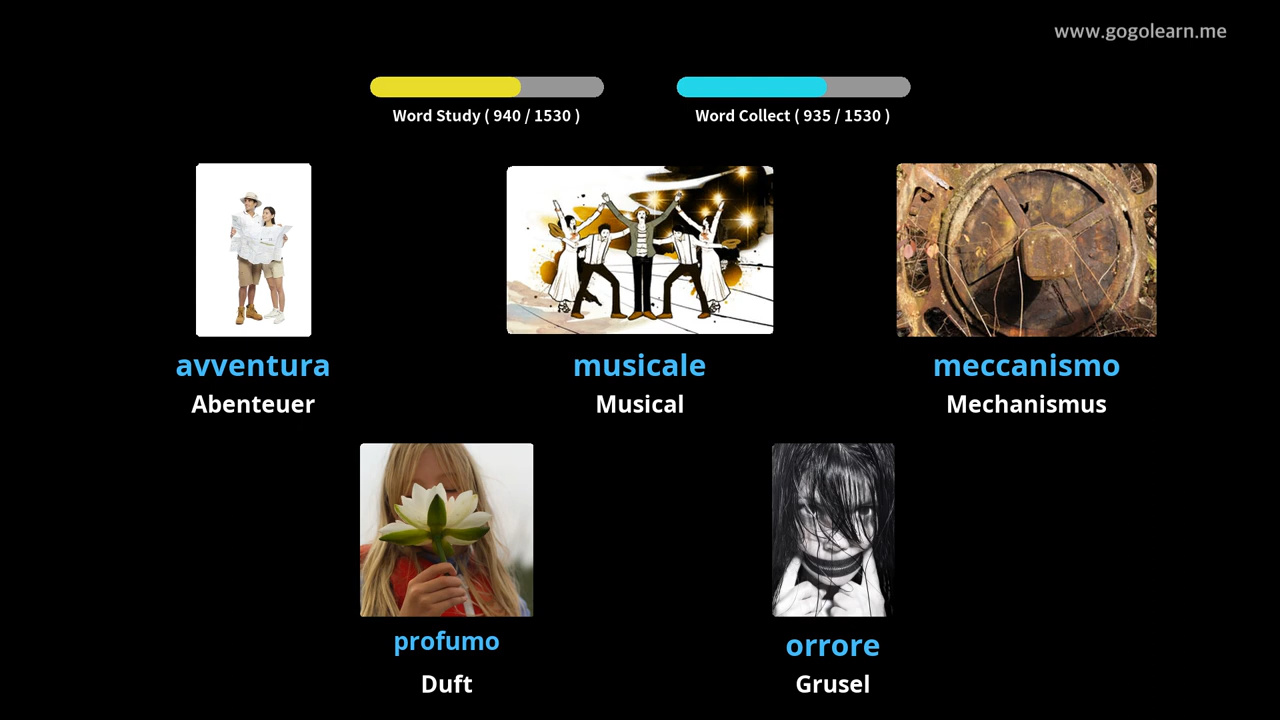 www.gogolearn.me
Word Study ( 940 / 1530 )
Word Collect ( 935 / 1530 )
avventura
Abenteuer
musicale
Musical
meccanismo
Mechanismus
profumo
Duft
orrore
Grusel